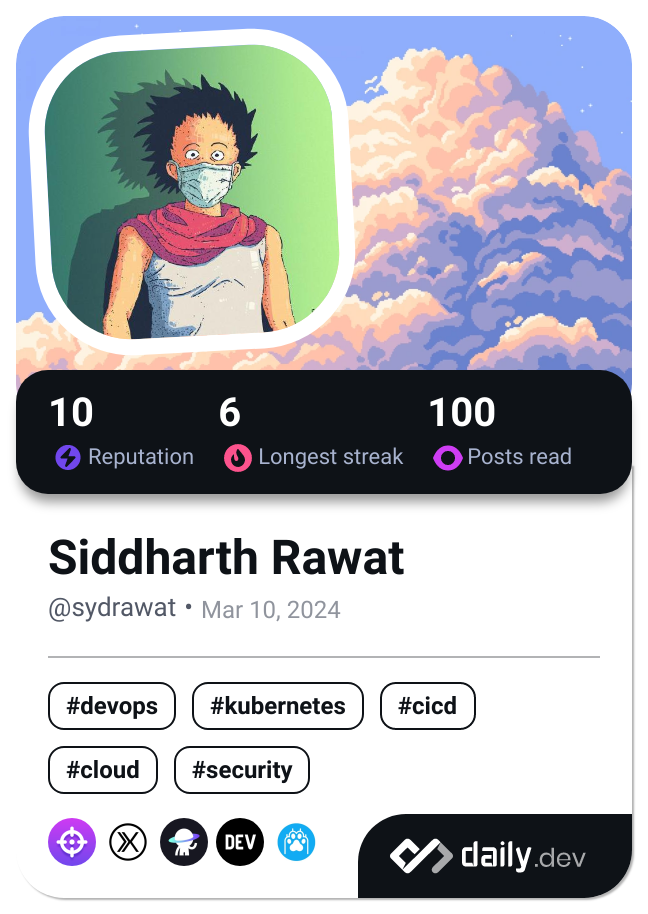 10 6 100
Reputation Longest streak Posts read
Siddharth Rawat
@sydrawat • Mar 10, 2024
#devops #kubernetes #cicd
#cloud #security
DEV
daily.dev